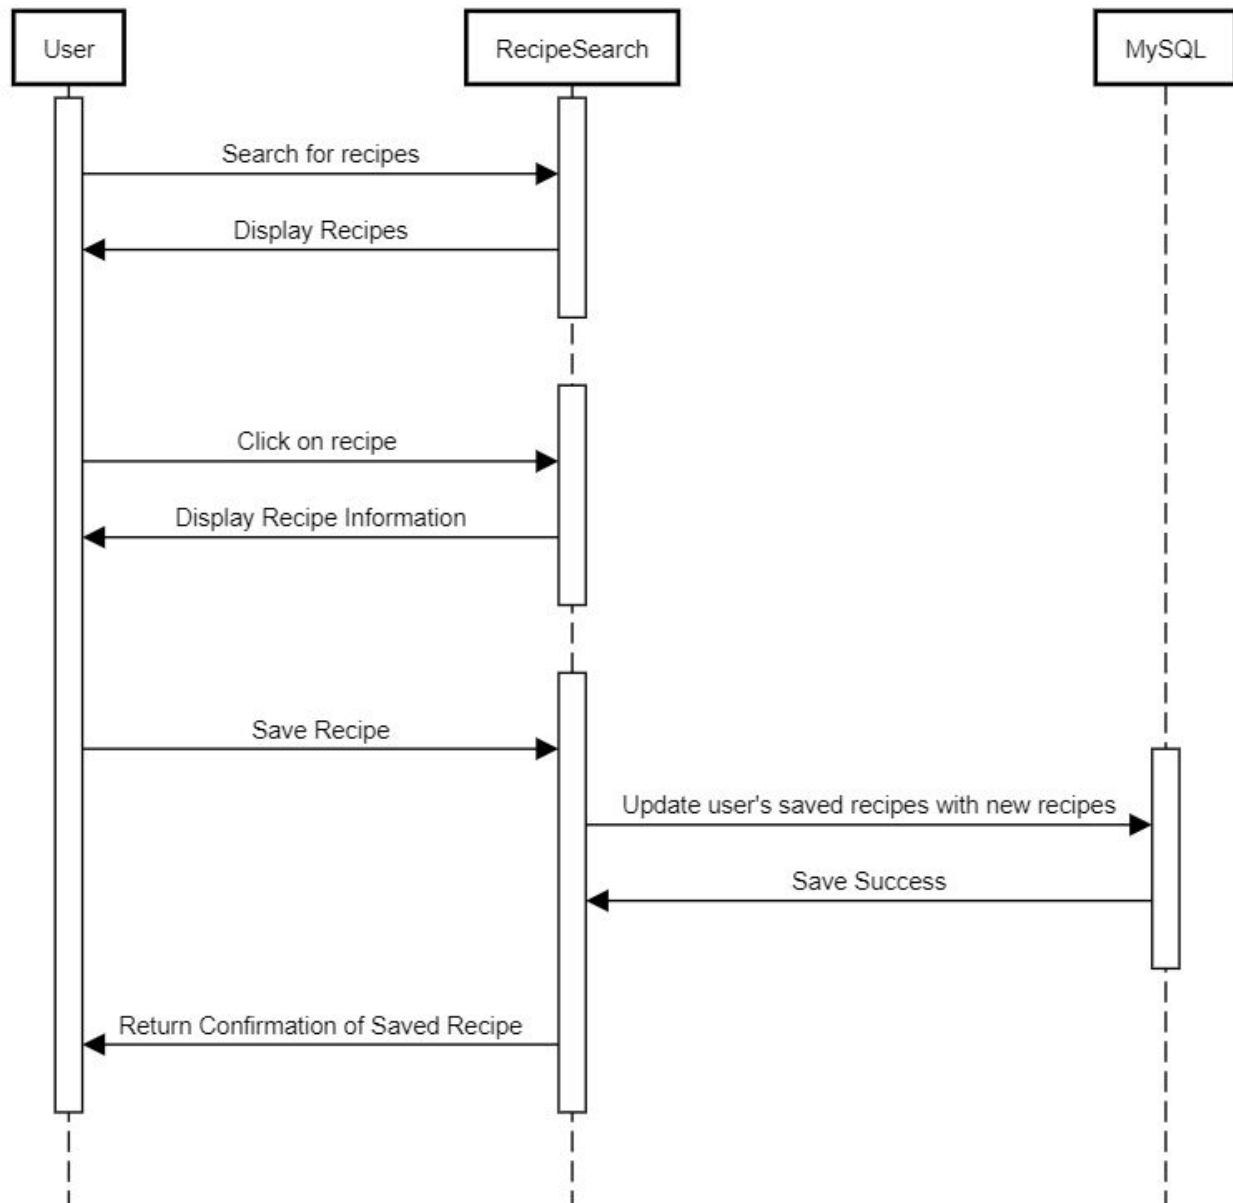 User
RecipeSearch
MySQL
Search for recipes
Display Recipes
Click on recipe
Display Recipe Information
Save Recipe
Update user's saved recipes with new recipes
Save Success
Return Confirmation of Saved Recipe